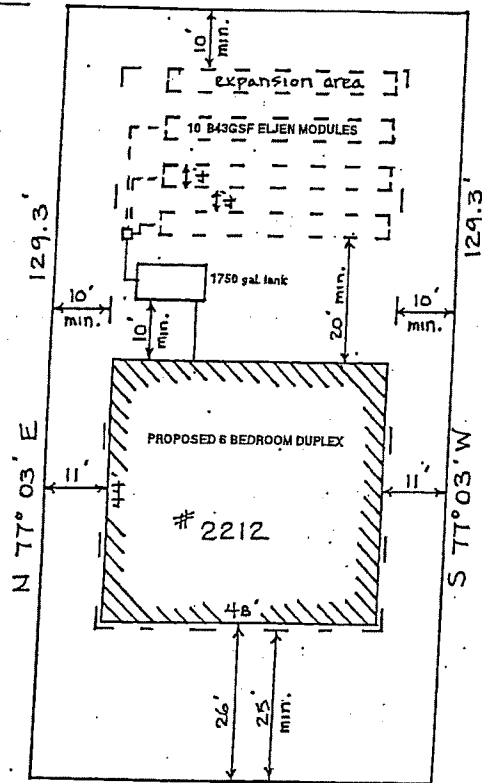 10' min.
expansion area
10 B43GSF ELJEN MODULES
4'
4'
129.3'
129.3'
1750 gal. tank
10' min.
10' min.
20' min.
10' min.
PROPOSED 6 BEDROOM DUPLEX
N 77° 03' E
11'
44'
# 2212
11'
S 77° 03' W
48'
26'
25' min.